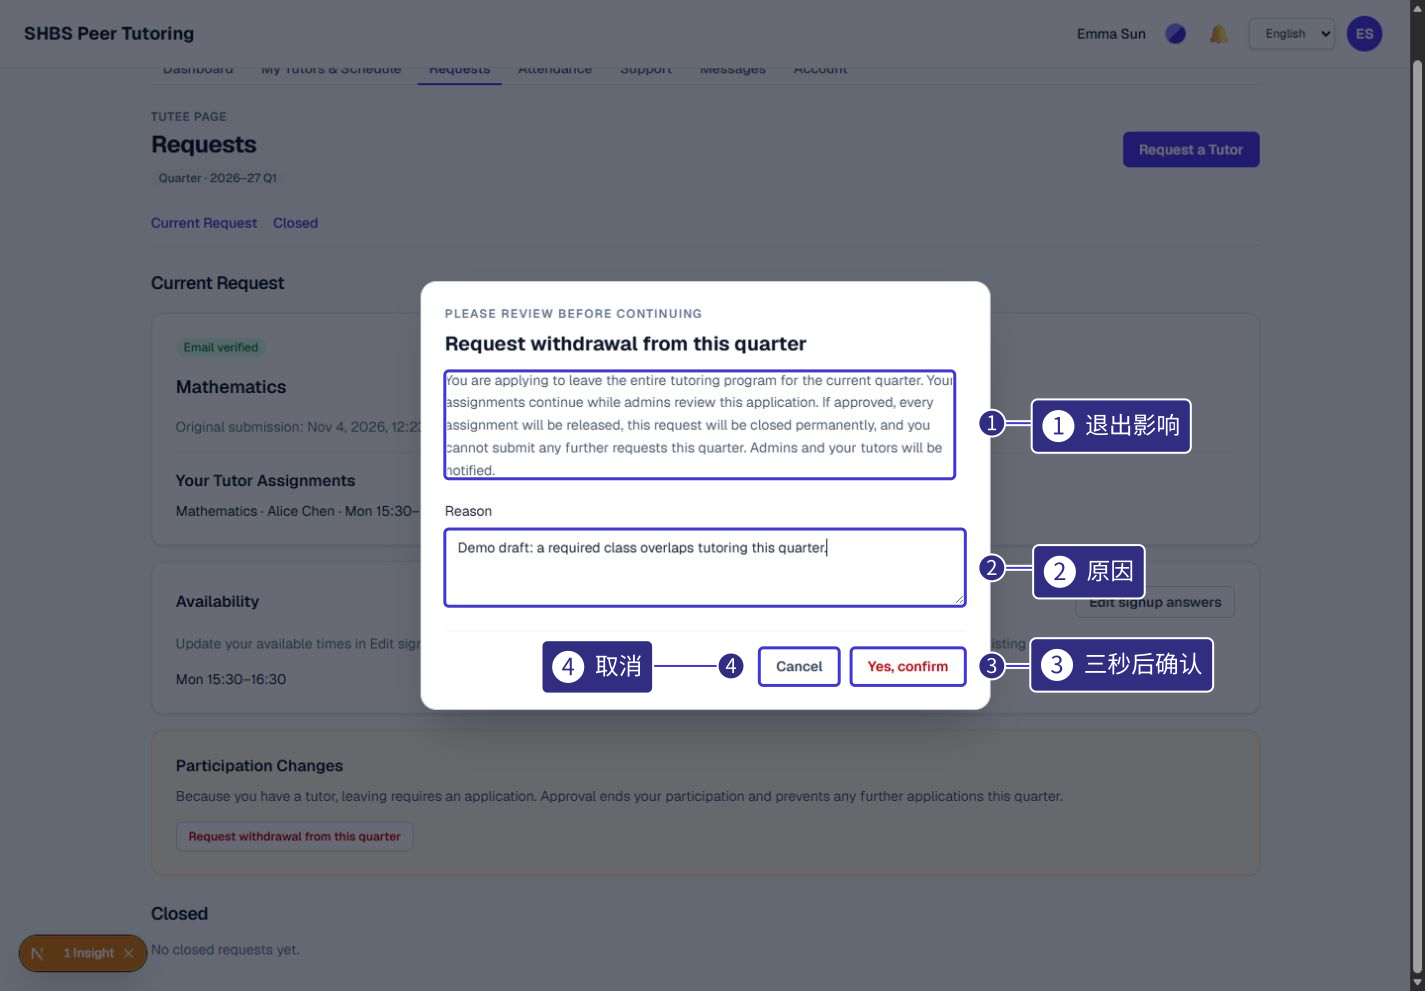 SHBS Peer Tutoring
Emma Sun
English
ES
Dashboard My Tutors & Schedule Requests Attendance Support Messages Account
TUTEE PAGE
Requests
Request a Tutor
Quarter · 2026–27 Q1
Current Request Closed
Current Request
Email verified
Mathematics
Original submission: Nov 4, 2026, 12:2
Your Tutor Assignments
Mathematics · Alice Chen · Mon 15:30–
PLEASE REVIEW BEFORE CONTINUING
Request withdrawal from this quarter
You are applying to leave the entire tutoring program for the current quarter. Your
assignments continue while admins review this application. If approved, every
assignment will be released, this request will be closed permanently, and you
cannot submit any further requests this quarter. Admins and your tutors will be
notified.
1 1 退出影响
Reason
Demo draft: a required class overlaps tutoring this quarter.
2 2 原因
4 取消 4
Cancel
Yes, confirm
3 3 三秒后确认
Availability
Edit signup answers
Update your available times in Edit sig
isting
Mon 15:30–16:30
Participation Changes
Because you have a tutor, leaving requires an application. Approval ends your participation and prevents any further applications this quarter.
Request withdrawal from this quarter
Closed
No closed requests yet.
N 1 Insight ×